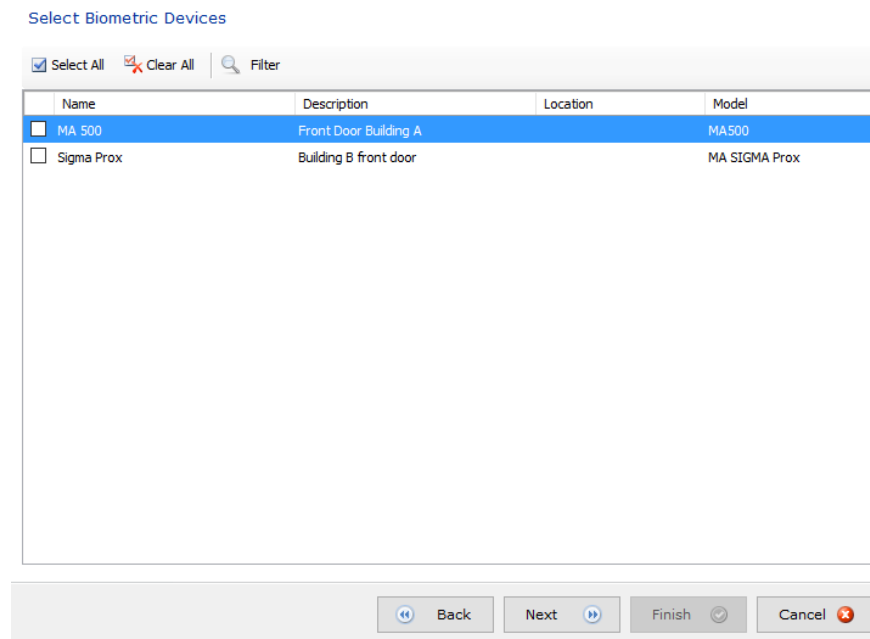 Select Biometric Devices
Select All Clear All Filter
Name Description Location Model
MA 500 Front Door Building A MA500
Sigma Prox Building B front door MA SIGMA Prox
Back Next Finish Cancel